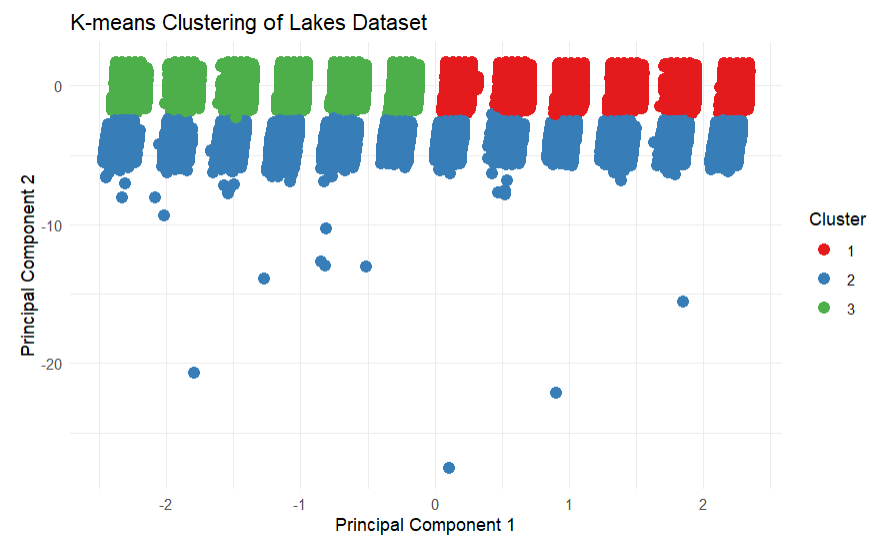 K-means Clustering of Lakes Dataset
Principal Component 2
0
-10
-20
-2
-1
0
1
2
Principal Component 1
Cluster
1
2
3